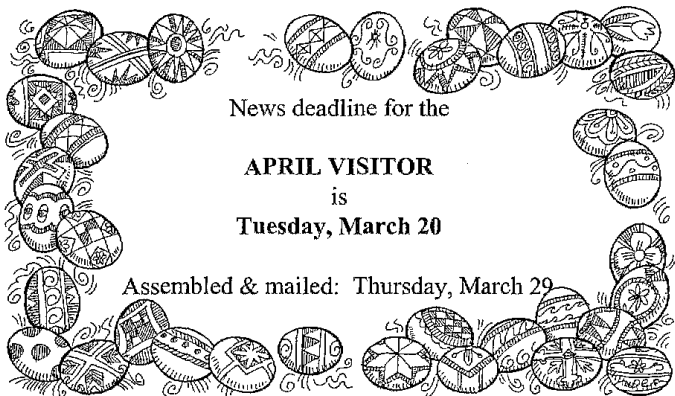 News deadline for the
APRIL VISITOR
is
Tuesday, March 20
Assembled & mailed: Thursday, March 29